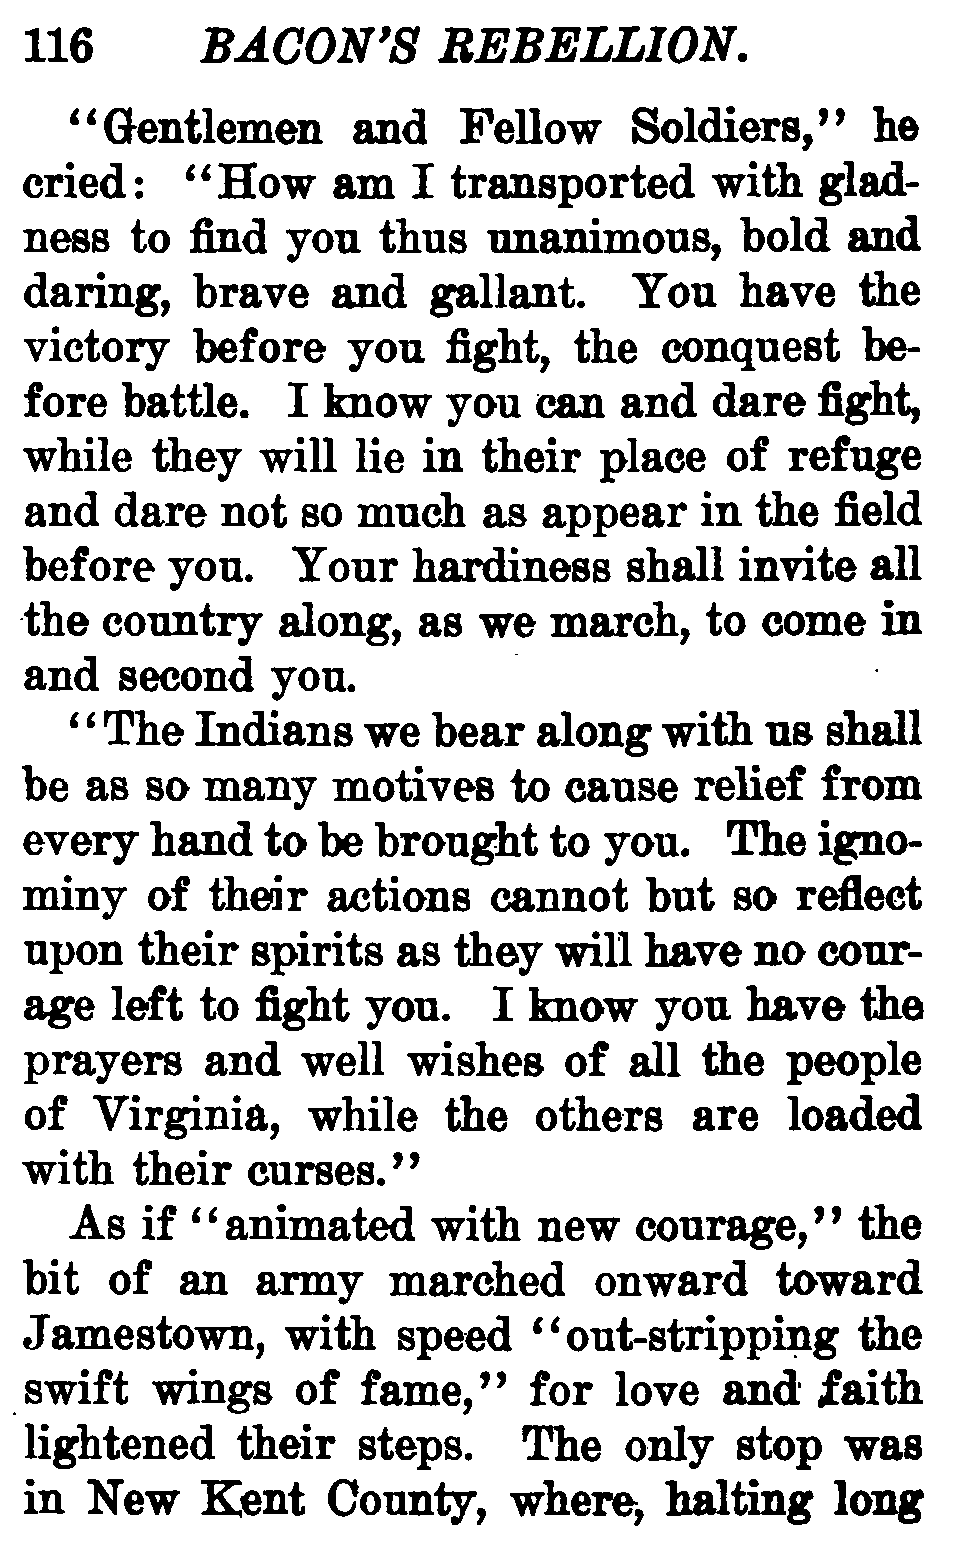 116 BACON'S REBELLION.
"Gentlemen and Fellow Soldiers," he
cried: "How am I transported with glad-
ness to find you thus unanimous, bold and
daring, brave and gallant. You have the
victory before you fight, the conquest be-
fore battle. I know you can and dare fight,
while they will lie in their place of refuge
and dare not so much as appear in the field
before you. Your hardiness shall invite all
the country along, as we march, to come in
and second you.
"The Indians we bear along with us shall
be as so many motives to cause relief from
every hand to be brought to you. The igno-
miny of their actions cannot but so reflect
upon their spirits as they will have no cour-
age left to fight you. I know you have the
prayers and well wishes of all the people
of Virginia, while the others are loaded
with their curses."
As if "animated with new courage," the
bit of an army marched onward toward
Jamestown, with speed "out-stripping the
swift wings of fame," for love and faith
lightened their steps. The only stop was
in New Kent County, where, halting long